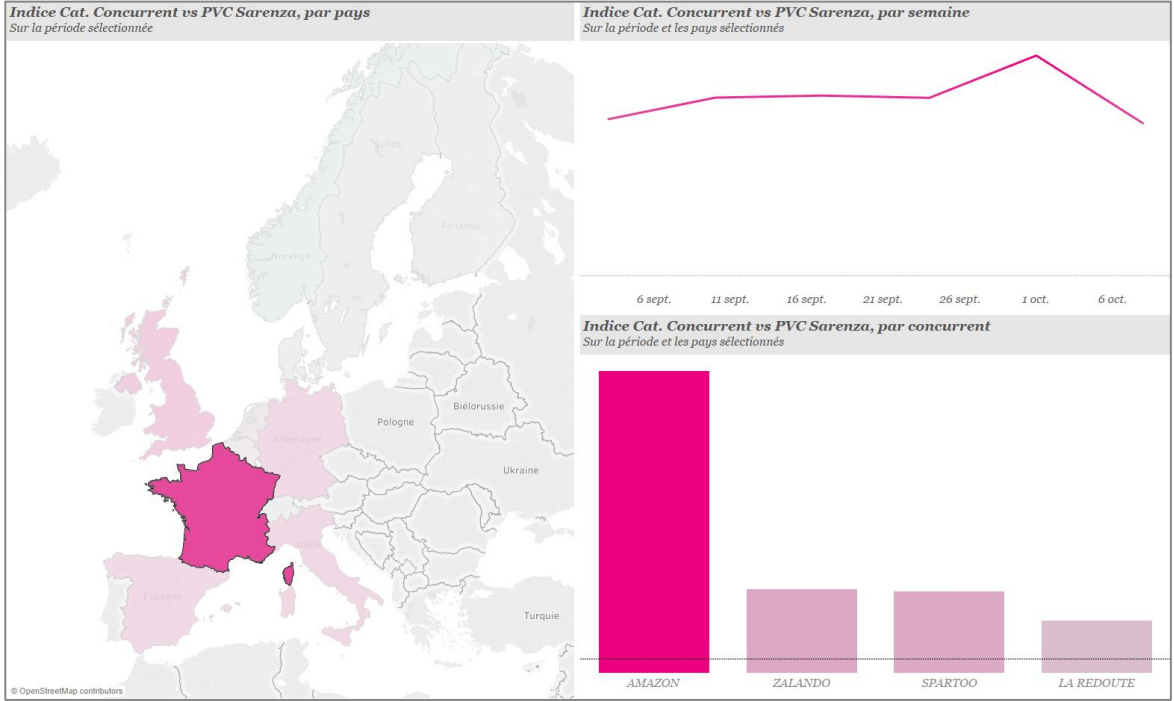 Indice Cat. Concurrent vs PVC Sarenza, par pays
Sur la période sélectionnée
Suède
Finlande
Norvège
Biélorussie
Pologne
Allemagne
Ukraine
Italie
Espagne
Turquie
© OpenStreetMap contributors
Indice Cat. Concurrent vs PVC Sarenza, par semaine
Sur la période et les pays sélectionnés
6 sept. 11 sept. 16 sept. 21 sept. 26 sept. 1 oct. 6 oct.
Indice Cat. Concurrent vs PVC Sarenza, par concurrent
Sur la période et les pays sélectionnés
AMAZON ZALANDO SPARTOO LA REDOUTE